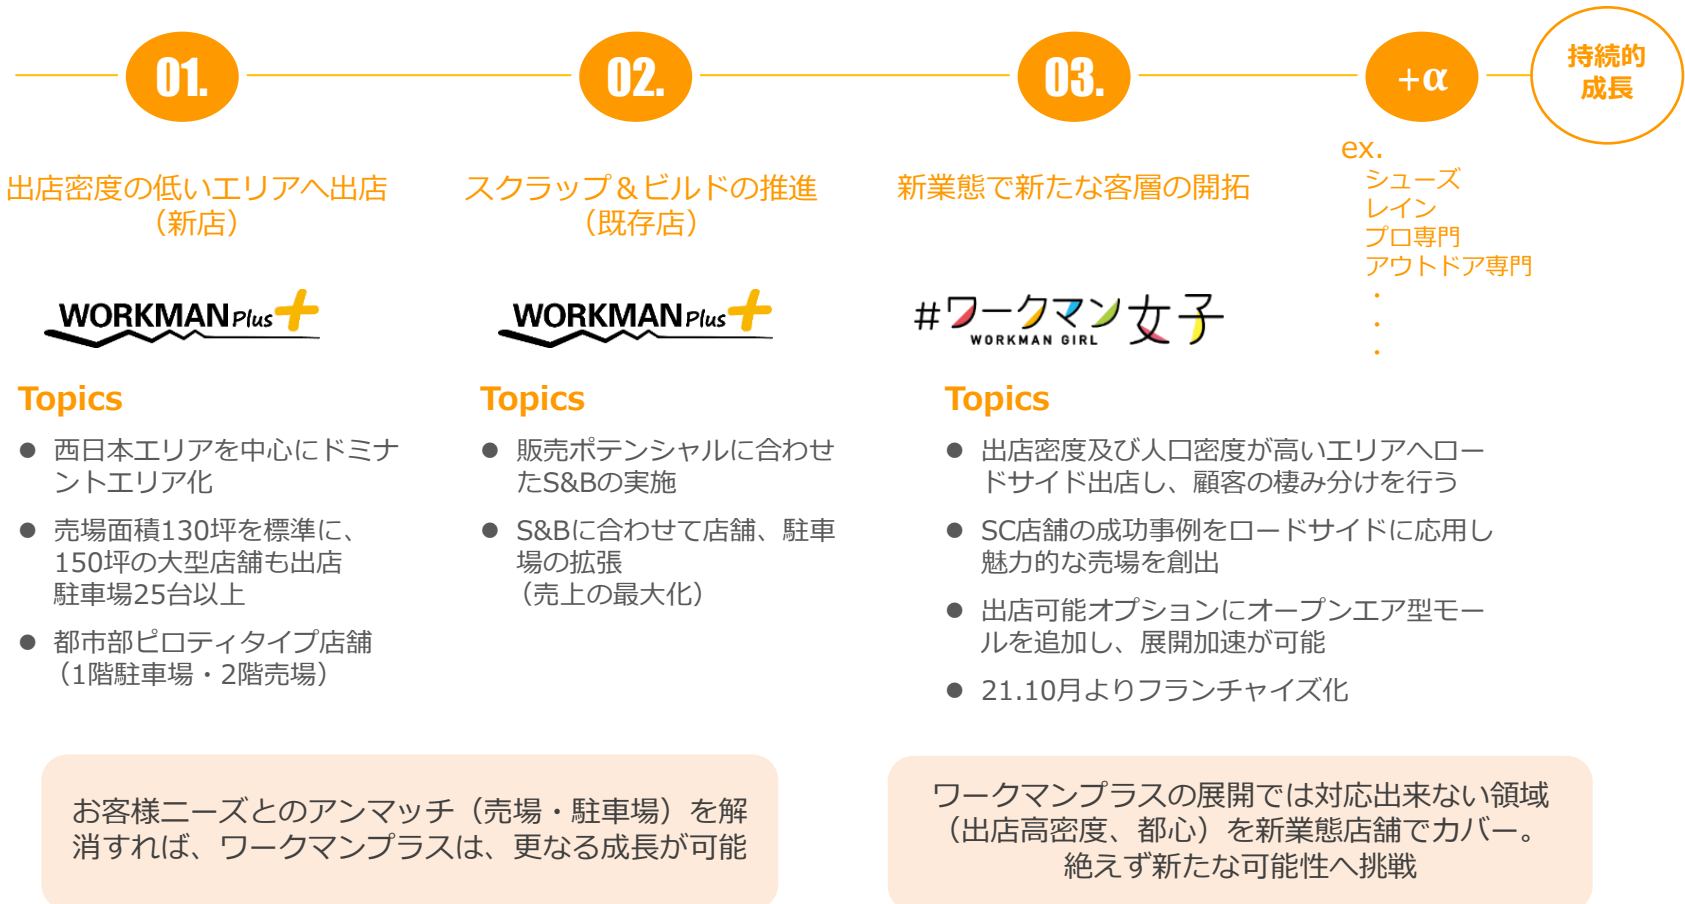 01.
02.
03.
+α
持続的
成長
出店密度の低いエリアへ出店
（新店）
WORKMAN Plus
Topics
● 西日本エリアを中心にドミナ
ントエリア化
● 売場面積130坪を標準に、
150坪の大型店舗も出店
駐車場25台以上
● 都市部ピロティタイプ店舗
（1階駐車場・2階売場）
スクラップ＆ビルドの推進
（既存店）
WORKMAN Plus
Topics
● 販売ポテンシャルに合わせ
たS&Bの実施
● S&Bに合わせて店舗、駐車
場の拡張
（売上の最大化）
お客様ニーズとのアンマッチ（売場・駐車場）を解
消すれば、ワークマンプラスは、更なる成長が可能
新業態で新たな客層の開拓
#ワークマン女子
WORKMAN GIRL
Topics
● 出店密度及び人口密度が高いエリアへロー
ドサイド出店し、顧客の棲み分けを行う
● SC店舗の成功事例をロードサイドに応用し
魅力的な売場を創出
● 出店可能オプションにオープンエア型モー
ルを追加し、展開加速が可能
● 21.10月よりフランチャイズ化
ex.
シューズ
レイン
プロ専門
アウトドア専門
・
・
・
ワークマンプラスの展開では対応出来ない領域
（出店高密度、都心）を新業態店舗でカバー。
絶えず新たな可能性へ挑戦